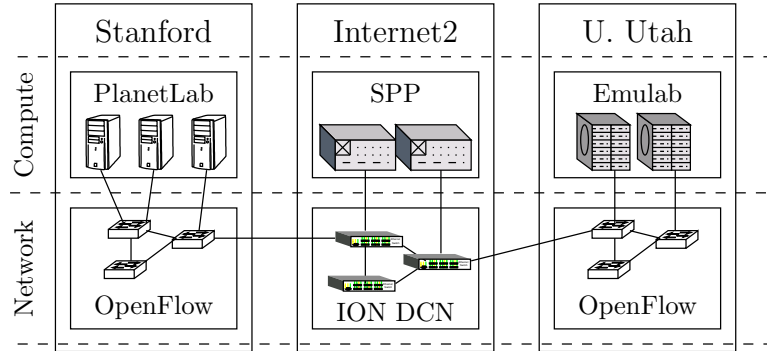 Stanford Internet2 U. Utah
Compute
PlanetLab SPP Emulab
Network
OpenFlow ION DCN OpenFlow